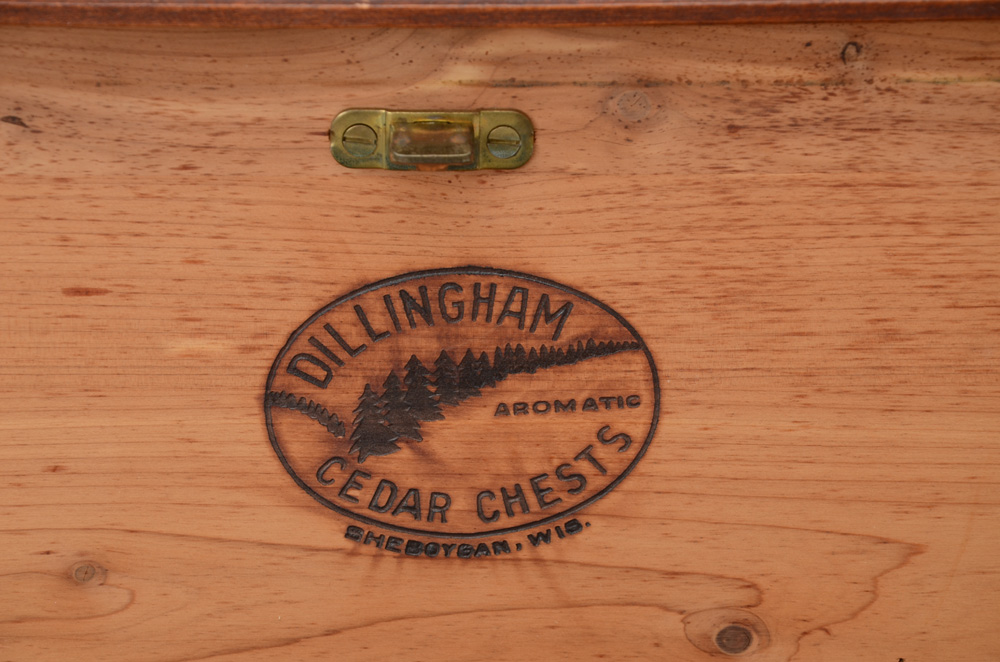 DILLINGHAM
AROMATIC
CEDAR CHESTS
SHEBOYGAN, WIS.